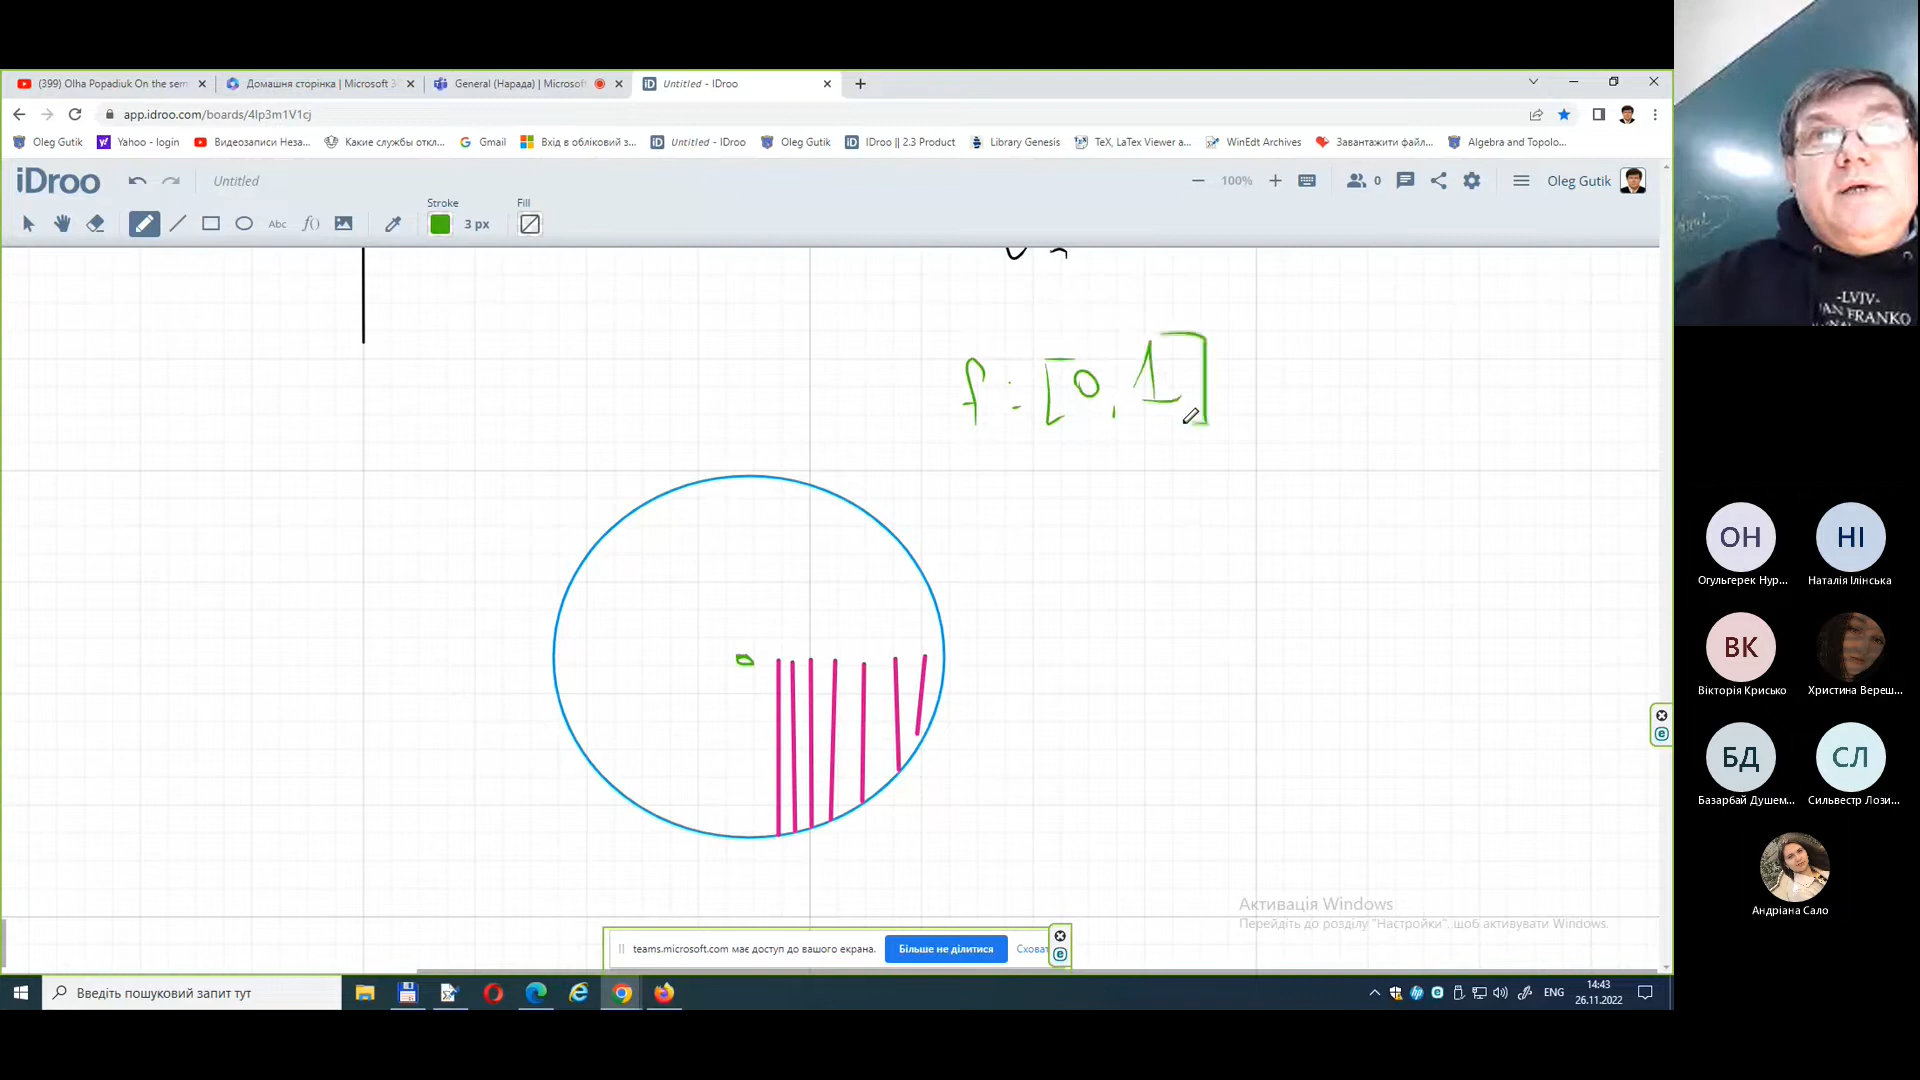 (399) Olha Popadiuk On the sem
Домашня сторінка | Microsoft 3
General (Нарада) | Microsof
Untitled - IDroo
app.idroo.com/boards/4lp3m1V1cj
Oleg Gutik
Yahoo - login
Видеозаписи Неза...
Какие службы откл...
Gmail
Вхід в обліковий з...
Untitled - IDroo
Oleg Gutik
IDroo || 2.3 Product
Library Genesis
TeX, LaTex Viewer a...
WinEdt Archives
Завантажити файл...
Algebra and Topolo...
iDroo
Untitled
100%
0
Oleg Gutik
Abc
f()
Stroke
3 px
Fill
f : [0, 1]
-LVIV-
AN FRANKO
Активація Windows
Перейдіть до розділу "Настройки", щоб активувати Windows.
teams.microsoft.com має доступ до вашого екрана.
Більше не ділитися
Сховат
Введіть пошуковий запит тут
ENG
14:43
26.11.2022
ОН
Огульгерек Нур...
НІ
Наталія Ілінська
ВК
Вікторія Крисько
Христина Вереш...
БД
Базарбай Душем...
СЛ
Сильвестр Лози...
Андріана Сало